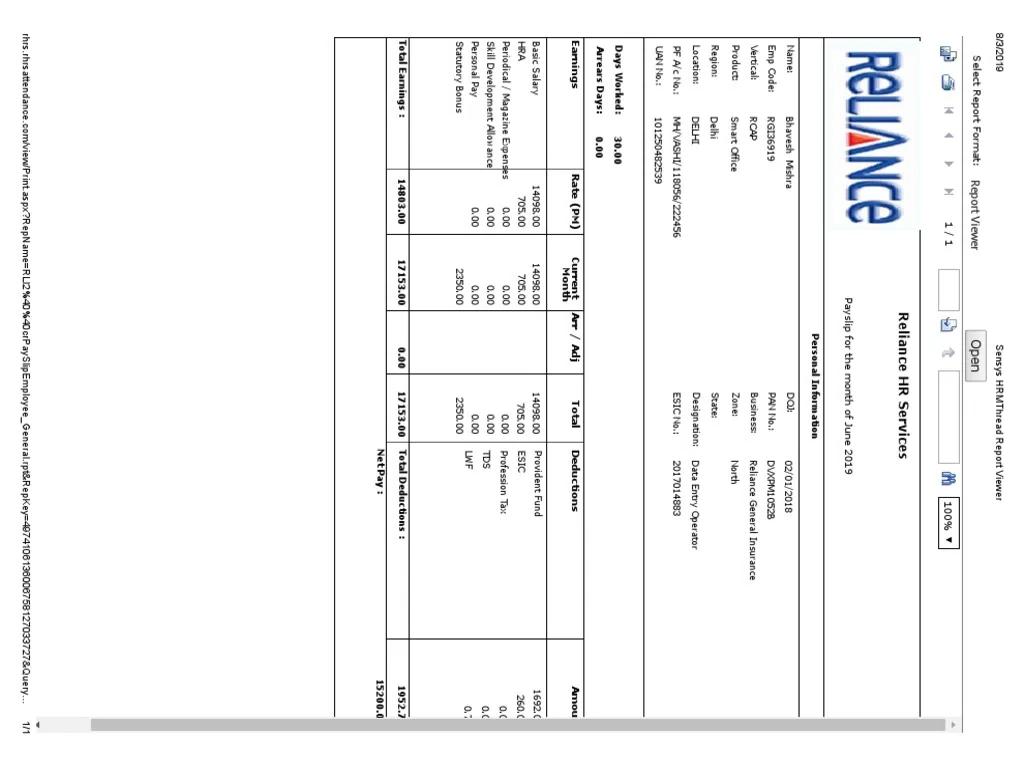 8/3/2019 Sensys HRMThread Report Viewer
Select Report Format: Report Viewer Open
1 / 1 100%
RELIANCE
Reliance HR Services
Payslip for the month of June 2019
Personal Information
Name: Bhavesh Mishra DOJ: 02/01/2018
Emp Code: RGI36919 PAN No.: DVXPM1052B
Vertical: RCAP Business: Reliance General Insurance
Product: Smart Office Zone: North
Region: Delhi State:
Location: DELHI Designation: Data Entry Operator
PF A/c No.: MH/VASHI/118056/222456 ESIC No.: 2017014883
UAN No.: 101250482539
Days Worked: 30.00
Arrears Days: 0.00
Earnings Rate (PM) Current Month Arr / Adj Total Deductions Amou
Basic Salary 14098.00 14098.00 14098.00 Provident Fund 1692.0
HRA 705.00 705.00 705.00 ESIC 260.0
Periodical / Magazine Expenses 0.00 0.00 0.00 Profession Tax 0.0
Skill Development Allowance 0.00 0.00 0.00 TDS 0.0
Personal Pay 0.00 0.00 0.00 LWF 0.7
Statutory Bonus 2350.00 2350.00
Total Earnings : 14803.00 17153.00 0.00 17153.00 Total Deductions : 1952.7
Net Pay : 15200.0
rhrs.hrsattendance.com/view/Print.aspx?RepName=RLI2%40%40crPaySlipEmployee_General.rpt&RepKey=4974106136006758127033727&Query... 1/1